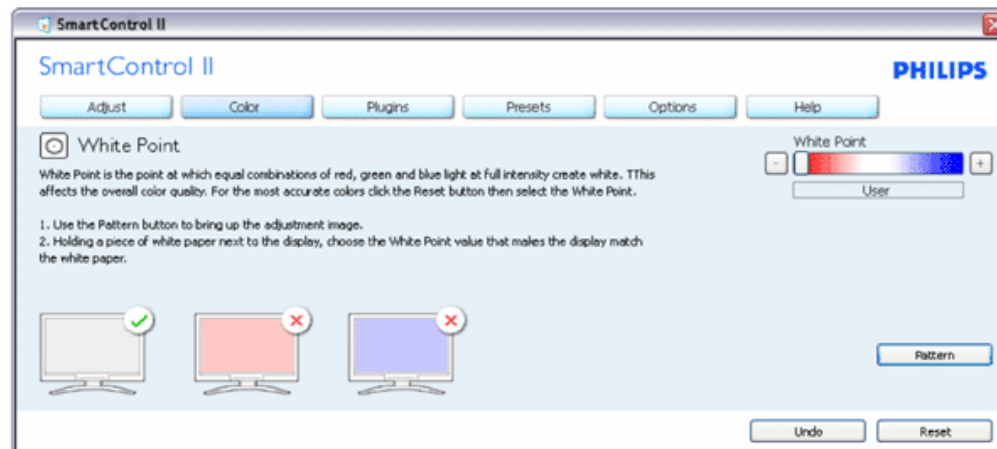 SmartControl II
SmartControl II
PHILIPS
Adjust
Color
Plugins
Presets
Options
Help
White Point
White Point is the point at which equal combinations of red, green and blue light at full intensity create white. TThis
affects the overall color quality. For the most accurate colors click the Reset button then select the White Point.
1. Use the Pattern button to bring up the adjustment image.
2. Holding a piece of white paper next to the display, choose the White Point value that makes the display match
the white paper.
White Point
- +
User
Pattern
Undo
Reset